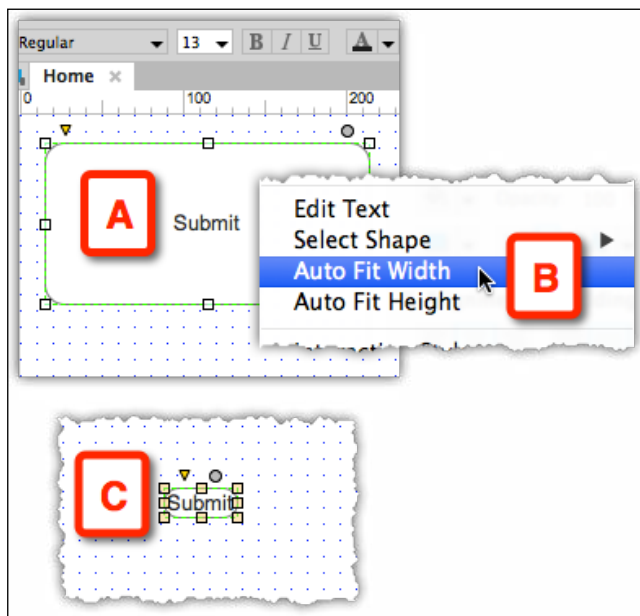 Regular 13 B I U A
Home ×
0 100 200
A
Submit
Edit Text
Select Shape
Auto Fit Width
Auto Fit Height
B
C
Submit